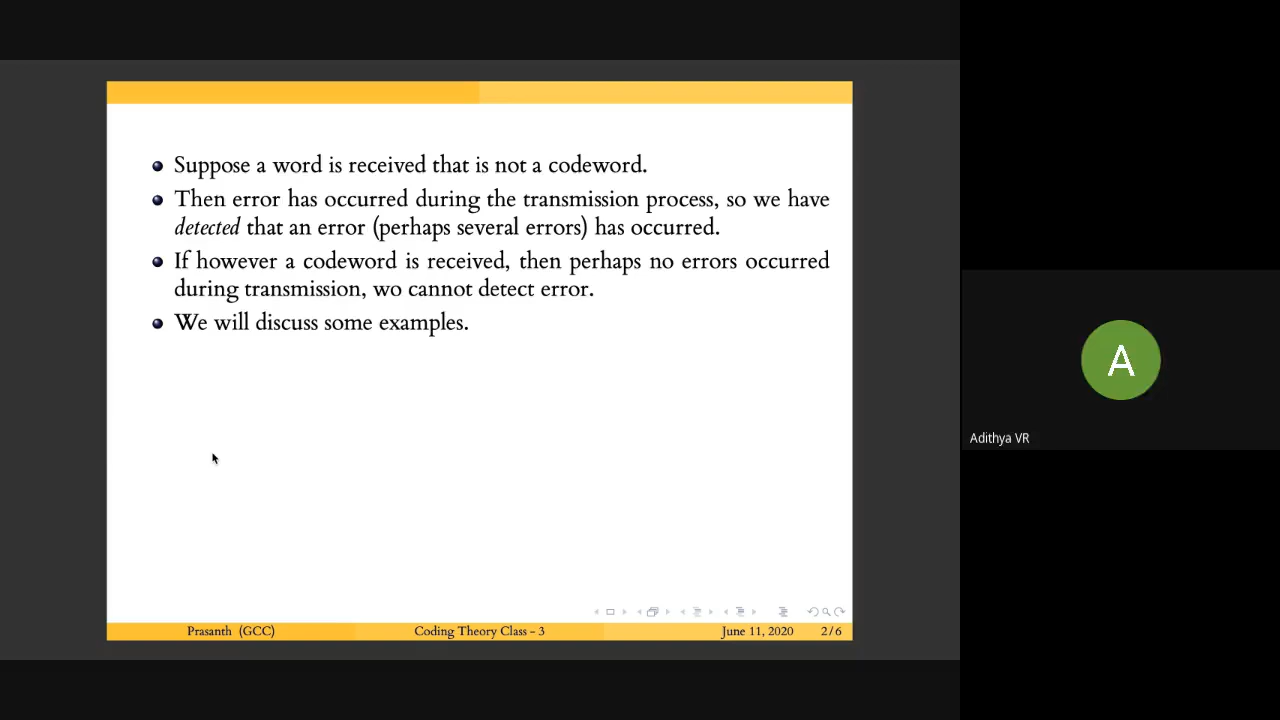 Suppose a word is received that is not a codeword.
Then error has occurred during the transmission process, so we have
detected that an error (perhaps several errors) has occurred.
If however a codeword is received, then perhaps no errors occurred
during transmission, wo cannot detect error.
We will discuss some examples.
A
Adithya VR
Prasanth (GCC) Coding Theory Class - 3 June 11, 2020 2/6